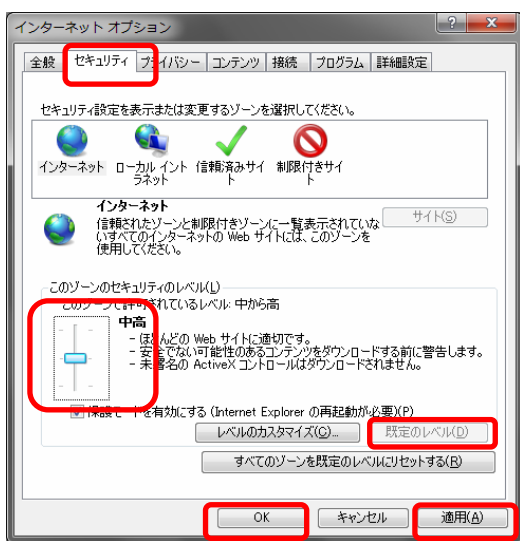 インターネット オプション
全般 セキュリティ プライバシー コンテンツ 接続 プログラム 詳細設定
セキュリティ設定を表示または変更するゾーンを選択してください。
インターネット ローカル イントラネット 信頼済みサイト 制限付きサイト
インターネット
サイト(S)
信頼されたゾーンと制限付きゾーンに一覧表示されていな
いすべてのインターネットの Web サイトには、このゾーンを
使用してください。
このゾーンのセキュリティのレベル(L)
このゾーンで許可されているレベル: 中から高
中高
- ほとんどの Web サイトに適切です。
- 安全でない可能性のあるコンテンツをダウンロードする前に警告します。
- 未署名の ActiveX コントロールはダウンロードされません。
保護モードを有効にする (Internet Explorer の再起動が必要)(P)
レベルのカスタマイズ(C)... 既定のレベル(D)
すべてのゾーンを既定のレベルにリセットする(R)
OK キャンセル 適用(A)